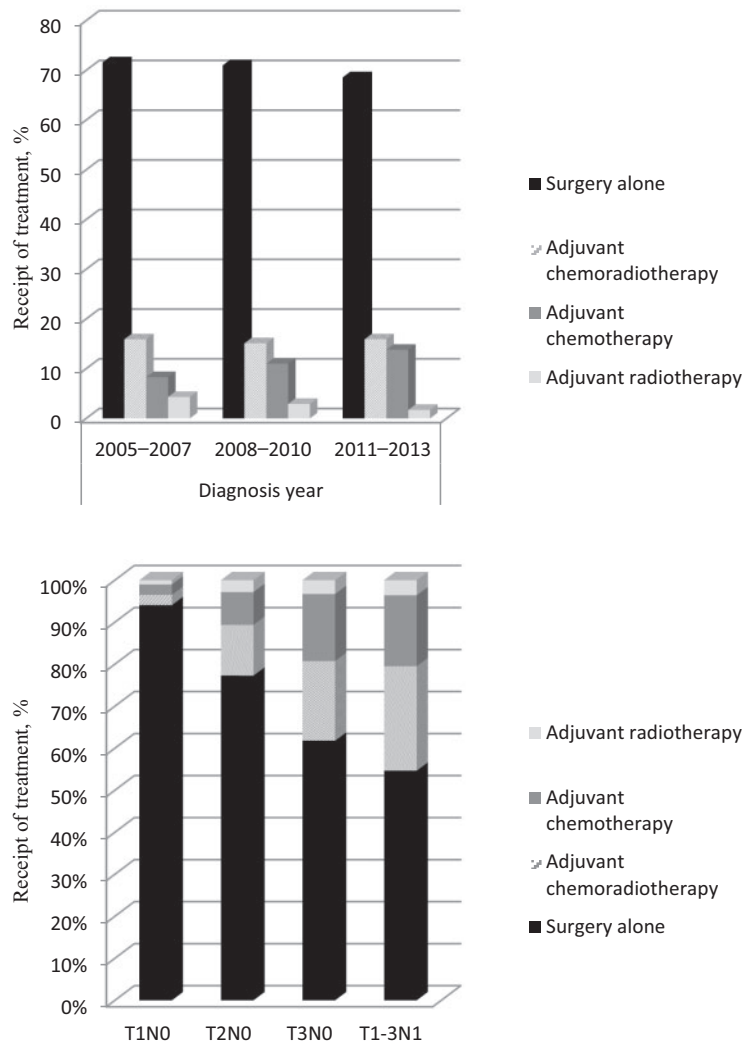 80
70
60
50
40
30
20
10
0
Receipt of treatment, %
2005–2007 2008–2010 2011–2013
Diagnosis year
Surgery alone
Adjuvant
chemoradiotherapy
Adjuvant
chemotherapy
Adjuvant radiotherapy
100%
90%
80%
70%
60%
50%
40%
30%
20%
10%
0%
Receipt of treatment, %
T1N0 T2N0 T3N0 T1-3N1
Adjuvant radiotherapy
Adjuvant
chemotherapy
Adjuvant
chemoradiotherapy
Surgery alone